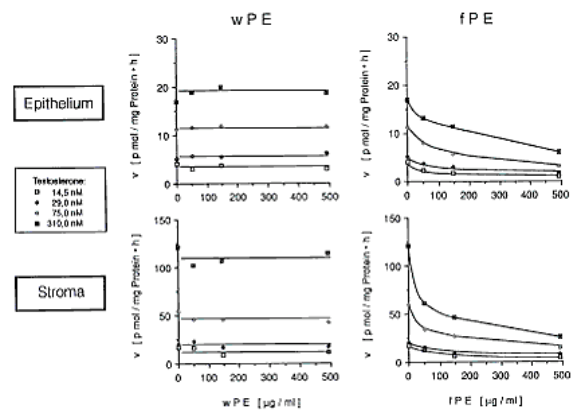 wPE
fPE
Epithelium
Testosterone:
14,5 nM
29,0 nM
75,0 nM
310,0 nM
Stroma
v [ p mol / mg Protein • h ]
30
20
10
0
0 100 200 300 400 500
v [ p mol / mg Protein • h ]
30
20
10
0
0 100 200 300 400 500
v [ p mol / mg Protein • h ]
150
100
50
0
0 100 200 300 400 500
wPE [ µg / ml ]
v [ p mol / mg Protein • h ]
150
100
50
0
0 100 200 300 400 500
fPE [ µg / ml ]